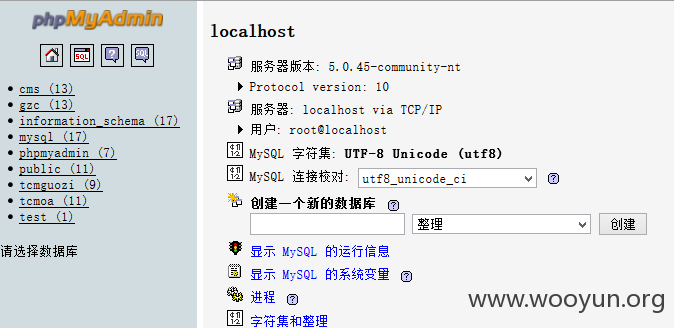 phpMyAdmin
SQL
SQL
cms (13)
gzc (13)
information_schema (17)
mysql (17)
phpmyadmin (7)
public (11)
tcmguozi (9)
tcmoa (11)
test (1)
请选择数据库
localhost
服务器版本: 5.0.45-community-nt
Protocol version: 10
服务器: localhost via TCP/IP
用户: root@localhost
MySQL 字符集: UTF-8 Unicode (utf8)
MySQL 连接校对: utf8_unicode_ci
创建一个新的数据库
整理 创建
显示 MySQL 的运行信息
显示 MySQL 的系统变量
进程
字符集和整理
www.wooyun.org